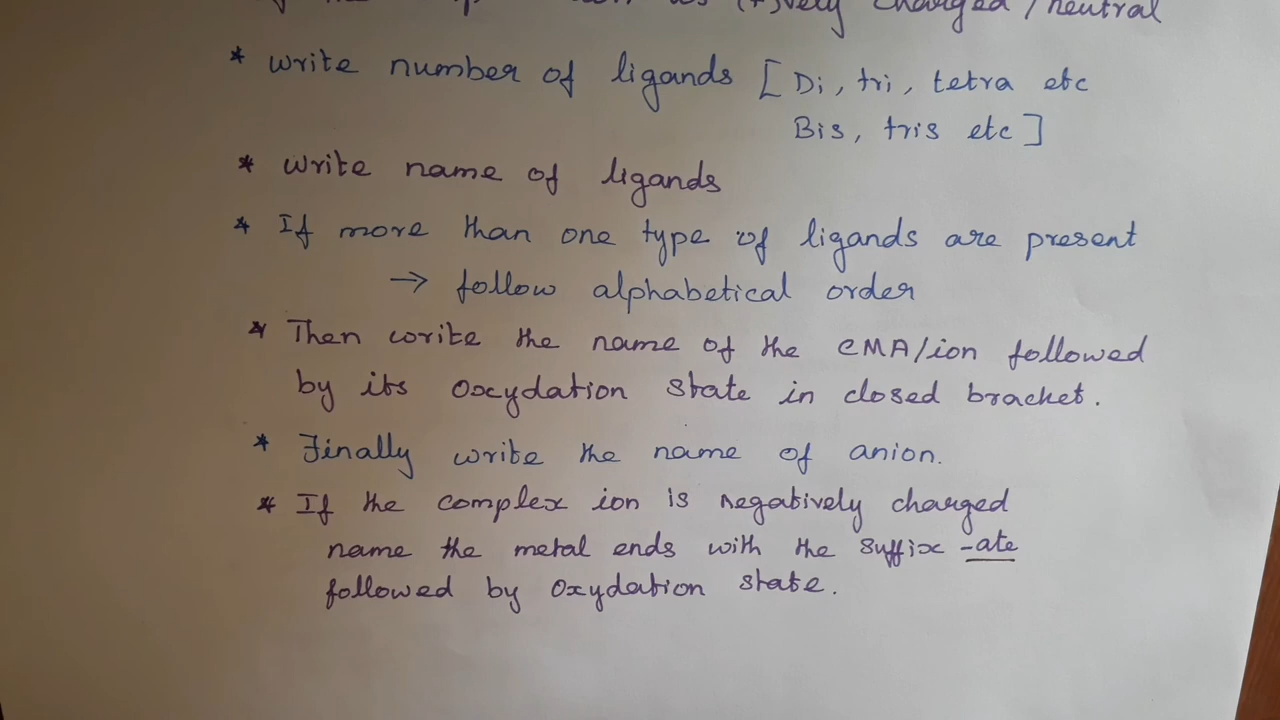 (+)vely charged / neutral
* write number of ligands [Di, tri, tetra etc
Bis, tris etc]
* write name of ligands
* If more than one type of ligands are present
→ follow alphabetical order
* Then write the name of the CMA/ion followed
by its Oxydation state in closed bracket.
* Finally write the name of anion.
* If the complex ion is negatively charged
name the metal ends with the suffix -ate
followed by Oxydation state.